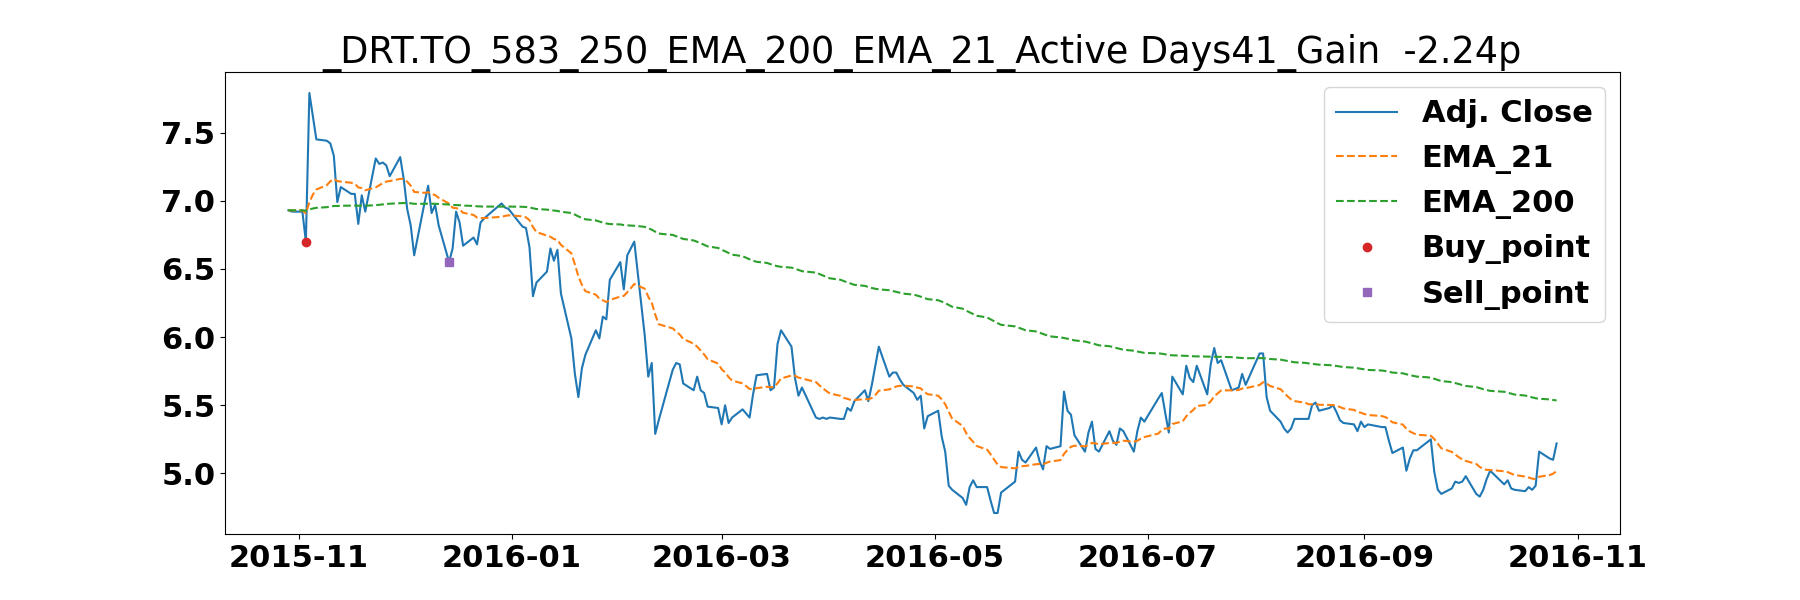 _DRT.TO_583_250_EMA_200_EMA_21_Active Days41_Gain  -2.24p
Adj. Close
EMA_21
EMA_200
Buy_point
Sell_point
7.5
7.0
6.5
6.0
5.5
5.0
2015-11 2016-01 2016-03 2016-05 2016-07 2016-09 2016-11